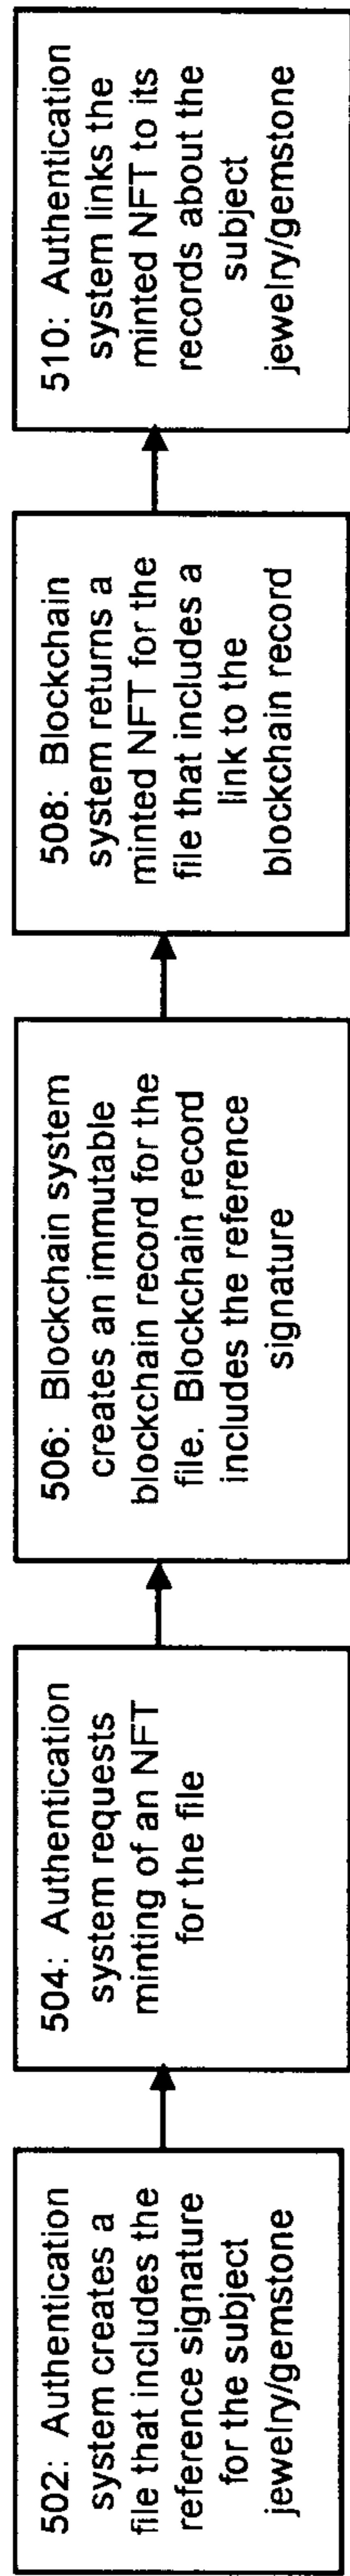 502: Authentication
system creates a
file that includes the
reference signature
for the subject
jewelry/gemstone
504: Authentication
system requests
minting of an NFT
for the file
506: Blockchain system
creates an immutable
blockchain record for the
file. Blockchain record
includes the reference
signature
508: Blockchain
system returns a
minted NFT for the
file that includes a
link to the
blockchain record
510: Authentication
system links the
minted NFT to its
records about the
subject
jewelry/gemstone